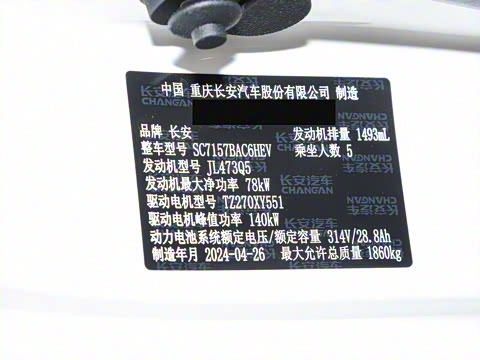 中国 重庆长安汽车股份有限公司 制造
品牌 长安 发动机排量 1493mL
整车型号 SC7157BAC6HEV 乘坐人数 5
发动机型号 JL473Q5
发动机最大净功率 78kW
驱动电机型号 TZ270XY551
驱动电机峰值功率 140kW
动力电池系统额定电压/额定容量 314V/28.8Ah
制造年月 2024-04-26 最大允许总质量 1860kg